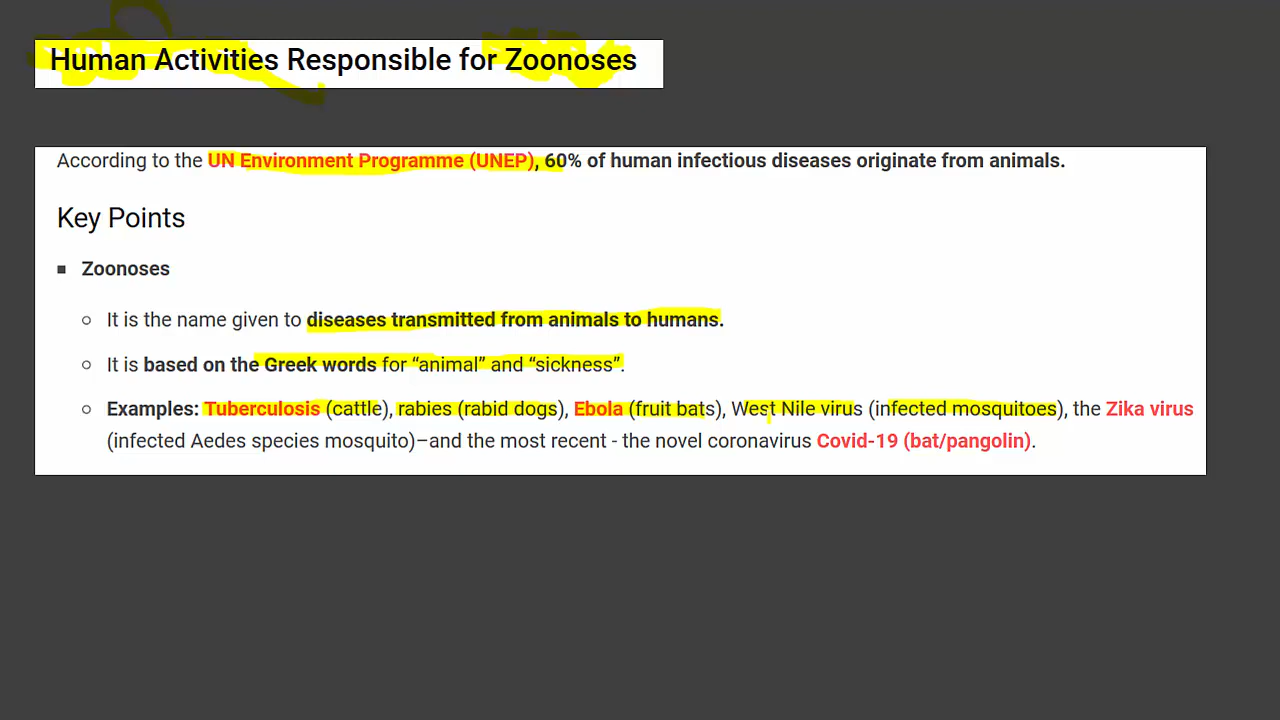 Human Activities Responsible for Zoonoses
According to the UN Environment Programme (UNEP), 60% of human infectious diseases originate from animals.
Key Points
■ Zoonoses
○ It is the name given to diseases transmitted from animals to humans.
○ It is based on the Greek words for “animal” and “sickness”.
○ Examples: Tuberculosis (cattle), rabies (rabid dogs), Ebola (fruit bats), West Nile virus (infected mosquitoes), the Zika virus
(infected Aedes species mosquito)–and the most recent - the novel coronavirus Covid-19 (bat/pangolin).